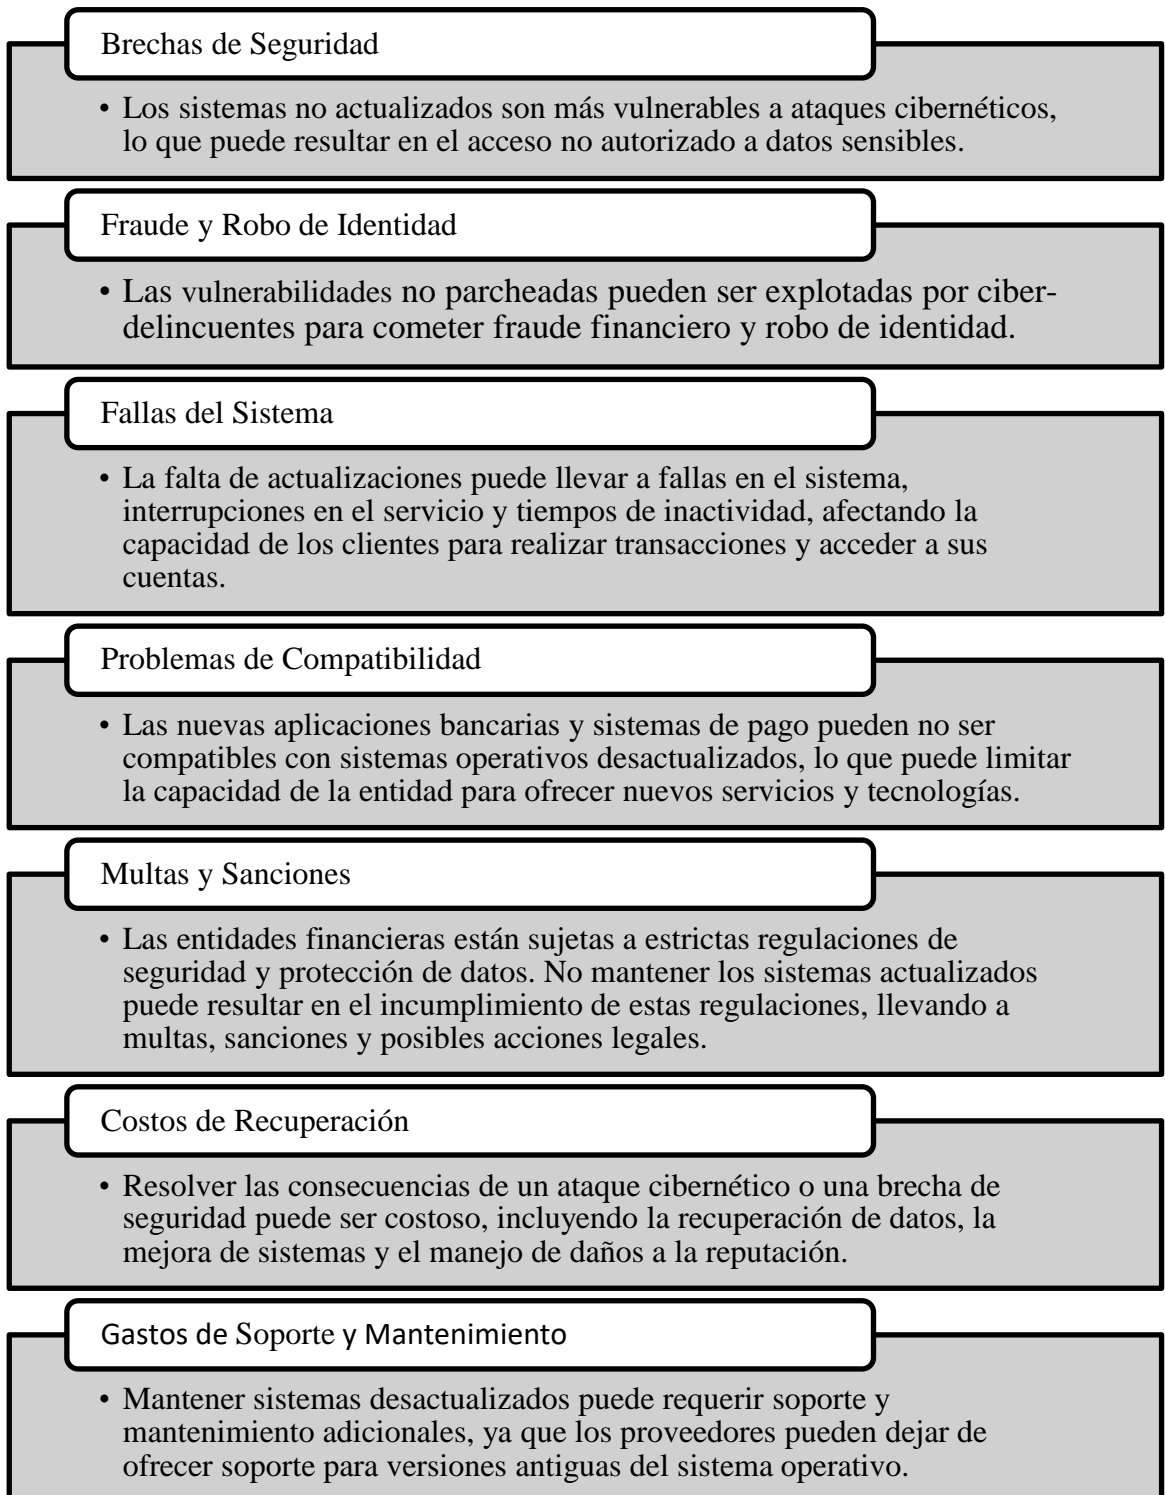 Brechas de Seguridad
• Los sistemas no actualizados son más vulnerables a ataques cibernéticos,
lo que puede resultar en el acceso no autorizado a datos sensibles.
Fraude y Robo de Identidad
• Las vulnerabilidades no parcheadas pueden ser explotadas por ciber-
delincuentes para cometer fraude financiero y robo de identidad.
Fallas del Sistema
• La falta de actualizaciones puede llevar a fallas en el sistema,
interrupciones en el servicio y tiempos de inactividad, afectando la
capacidad de los clientes para realizar transacciones y acceder a sus
cuentas.
Problemas de Compatibilidad
• Las nuevas aplicaciones bancarias y sistemas de pago pueden no ser
compatibles con sistemas operativos desactualizados, lo que puede limitar
la capacidad de la entidad para ofrecer nuevos servicios y tecnologías.
Multas y Sanciones
• Las entidades financieras están sujetas a estrictas regulaciones de
seguridad y protección de datos. No mantener los sistemas actualizados
puede resultar en el incumplimiento de estas regulaciones, llevando a
multas, sanciones y posibles acciones legales.
Costos de Recuperación
• Resolver las consecuencias de un ataque cibernético o una brecha de
seguridad puede ser costoso, incluyendo la recuperación de datos, la
mejora de sistemas y el manejo de daños a la reputación.
Gastos de Soporte y Mantenimiento
• Mantener sistemas desactualizados puede requerir soporte y
mantenimiento adicionales, ya que los proveedores pueden dejar de
ofrecer soporte para versiones antiguas del sistema operativo.